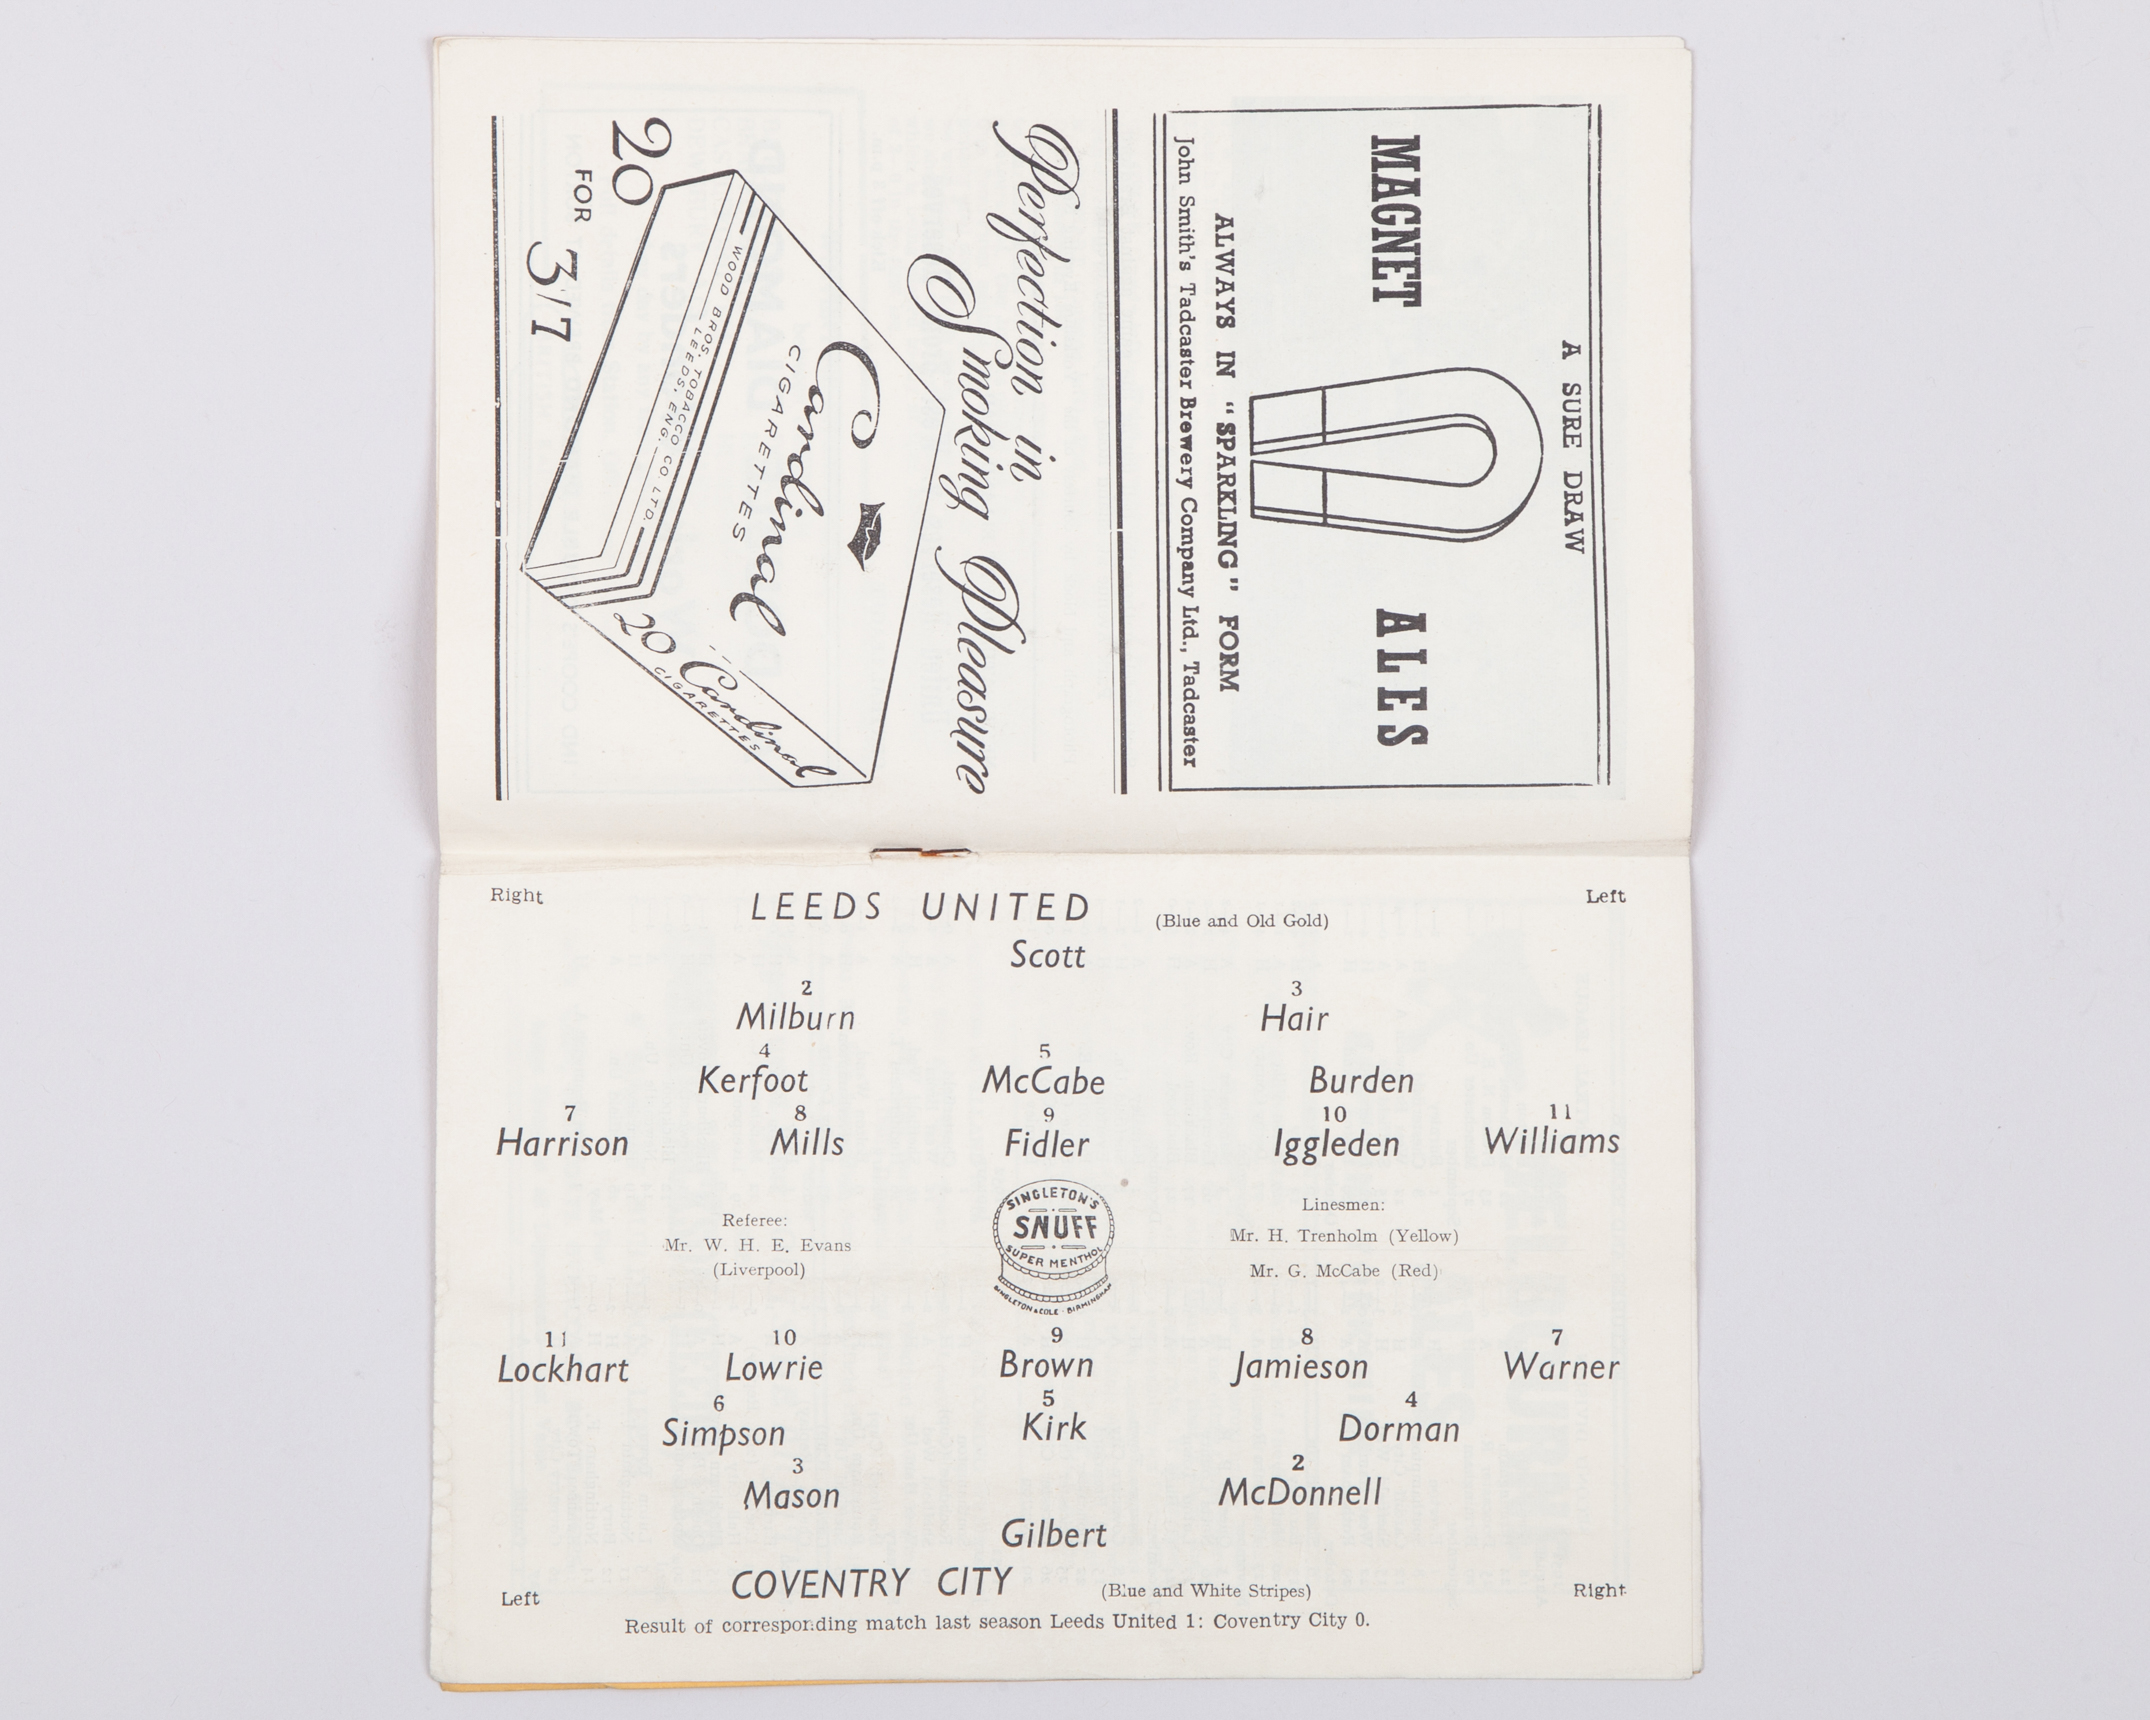 A SURE DRAW
MAGNET ALES
ALWAYS IN "SPARKLING" FORM
John Smith's Tadcaster Brewery Company Ltd., Tadcaster
Perfection in
Smoking Pleasure
Cardinal
CIGARETTES
WOOD BROS. TOBACCO CO. LTD.
LEEDS, ENG.
20 Cardinal
CIGARETTES
20
FOR
3/7
Right LEEDS UNITED (Blue and Old Gold) Left
Scott
2 3
Milburn Hair
4 5
Kerfoot McCabe Burden
7 8 9 10 11
Harrison Mills Fidler Iggleden Williams
Referee:
Mr. W. H. E. Evans
(Liverpool)
SINGLETON'S
SNUFF
SUPER MENTHOL
SINGLETON & COLE · BIRMINGHAM
Linesmen:
Mr. H. Trenholm (Yellow)
Mr. G. McCabe (Red)
11 10 9 8 7
Lockhart Lowrie Brown Jamieson Warner
6 5 4
Simpson Kirk Dorman
3 2
Mason McDonnell
Gilbert
Left COVENTRY CITY (Blue and White Stripes) Right
Result of corresponding match last season Leeds United 1: Coventry City 0.